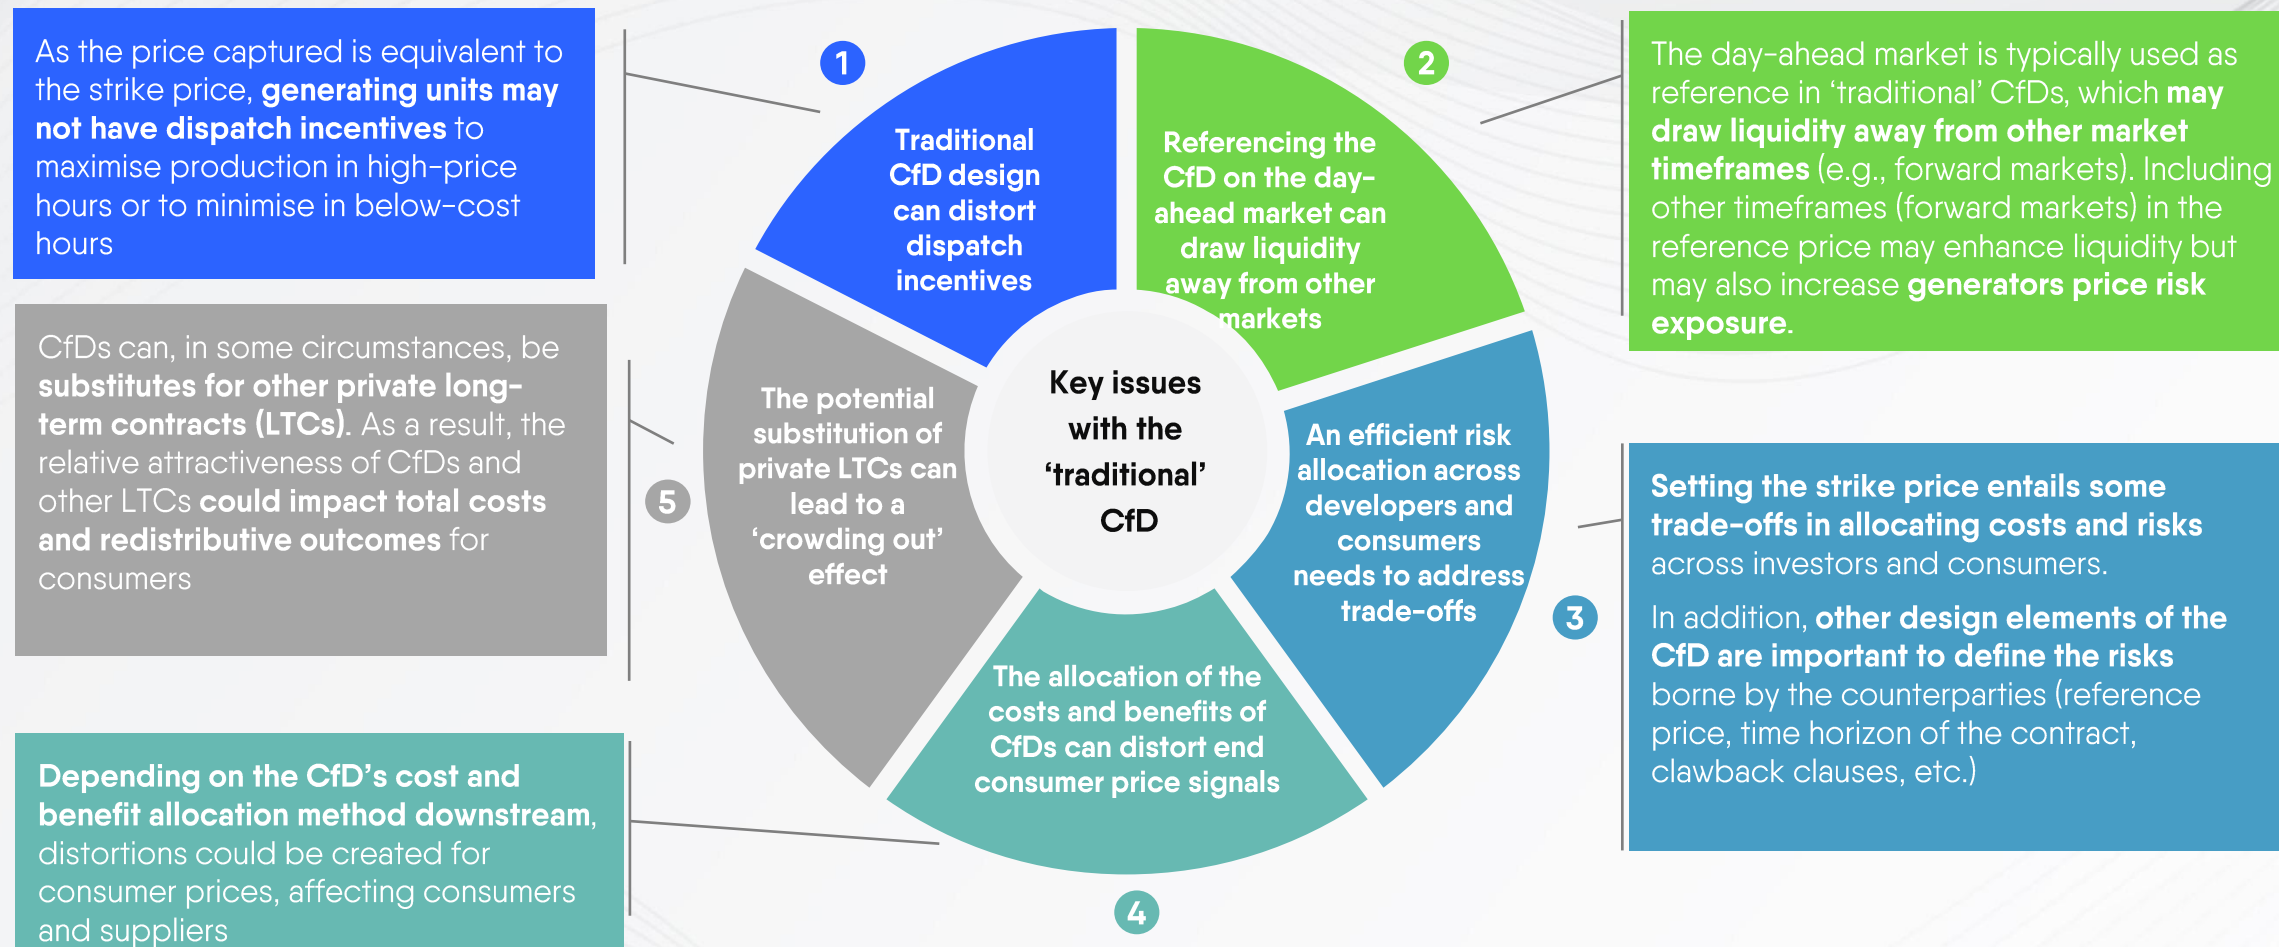 As the price captured is equivalent to
the strike price, generating units may
not have dispatch incentives to
maximise production in high-price
hours or to minimise in below-cost
hours
1
Traditional
CfD design
can distort
dispatch
incentives
2
Referencing the
CfD on the day-
ahead market can
draw liquidity
away from other
markets
The day-ahead market is typically used as
reference in ‘traditional’ CfDs, which may
draw liquidity away from other market
timeframes (e.g., forward markets). Including
other timeframes (forward markets) in the
reference price may enhance liquidity but
may also increase generators price risk
exposure.
Key issues
with the
‘traditional’
CfD
An efficient risk
allocation across
developers and
consumers
needs to address
trade-offs
3
Setting the strike price entails some
trade-offs in allocating costs and risks
across investors and consumers.
In addition, other design elements of the
CfD are important to define the risks
borne by the counterparties (reference
price, time horizon of the contract,
clawback clauses, etc.)
The allocation of the
costs and benefits of
CfDs can distort end
consumer price signals
4
Depending on the CfD’s cost and
benefit allocation method downstream,
distortions could be created for
consumer prices, affecting consumers
and suppliers
The potential
substitution of
private LTCs can
lead to a
‘crowding out’
effect
5
CfDs can, in some circumstances, be
substitutes for other private long-
term contracts (LTCs). As a result, the
relative attractiveness of CfDs and
other LTCs could impact total costs
and redistributive outcomes for
consumers